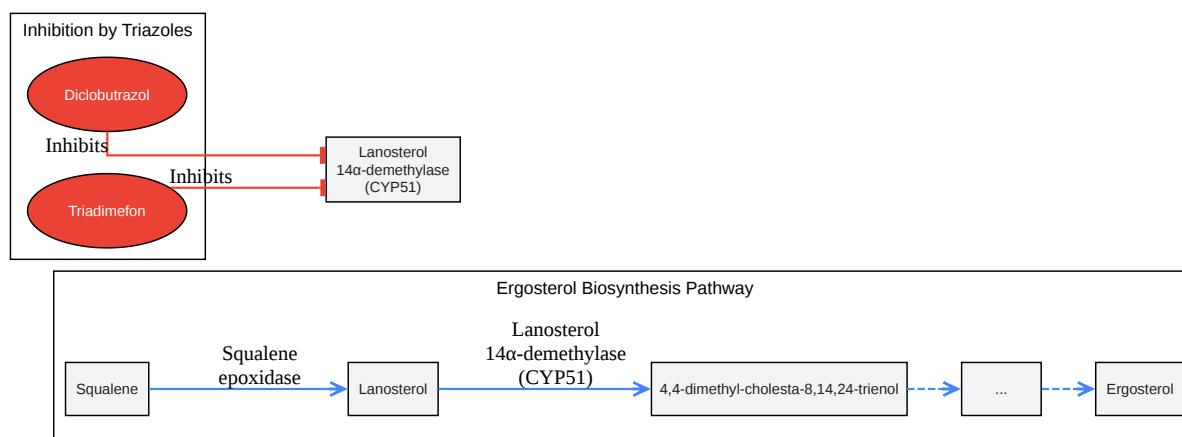 Inhibition by Triazoles
Diclobutrazol
Inhibits
Lanosterol
14α-demethylase
(CYP51)
Inhibits
Triadimefon
Ergosterol Biosynthesis Pathway
Squalene
Squalene
epoxidase
Lanosterol
Lanosterol
14α-demethylase
(CYP51)
4,4-dimethyl-cholesta-8,14,24-trienol
...
Ergosterol